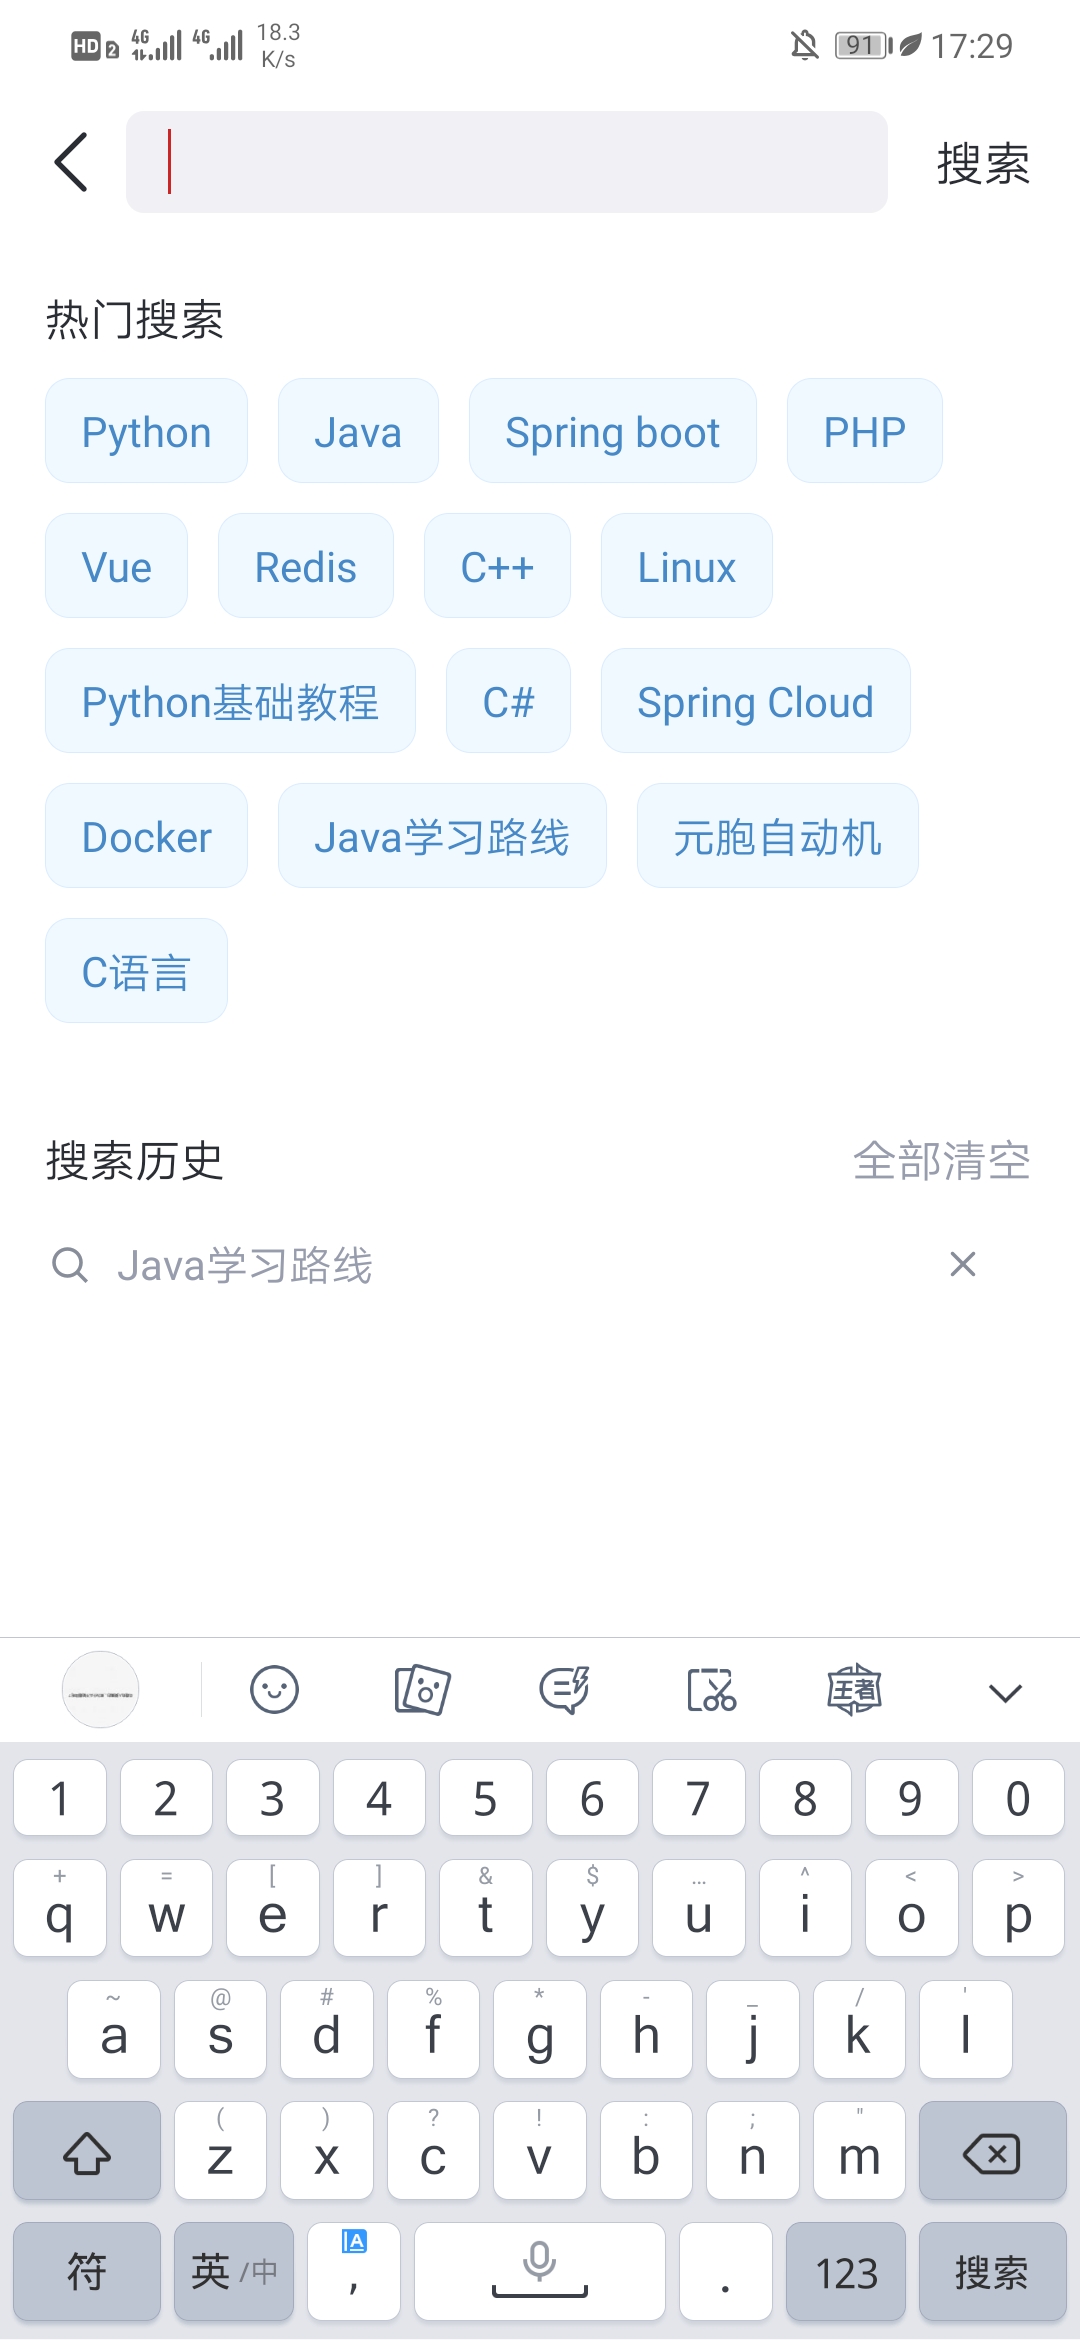 HD 2 4G 4G 18.3 K/s 91 17:29
搜索
热门搜索
Python Java Spring boot PHP
Vue Redis C++ Linux
Python基础教程 C# Spring Cloud
Docker Java学习路线 元胞自动机
C语言
搜索历史 全部清空
Java学习路线
王者
1 2 3 4 5 6 7 8 9 0
+ = [ ] & $ ... ^ < >
q w e r t y u i o p
~ @ # % * - _ / '
a s d f g h j k l
( ) ? ! : ; "
z x c v b n m
符 英/中 A , . 123 搜索